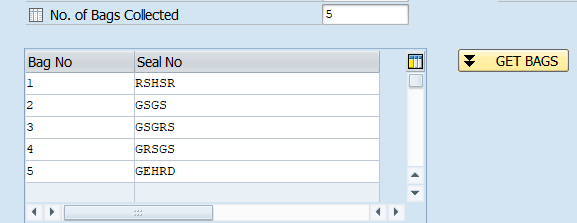 No. of Bags Collected 5
GET BAGS
Bag No Seal No
1 RSHSR
2 GSGS
3 GSGRS
4 GRSGS
5 GEHRD